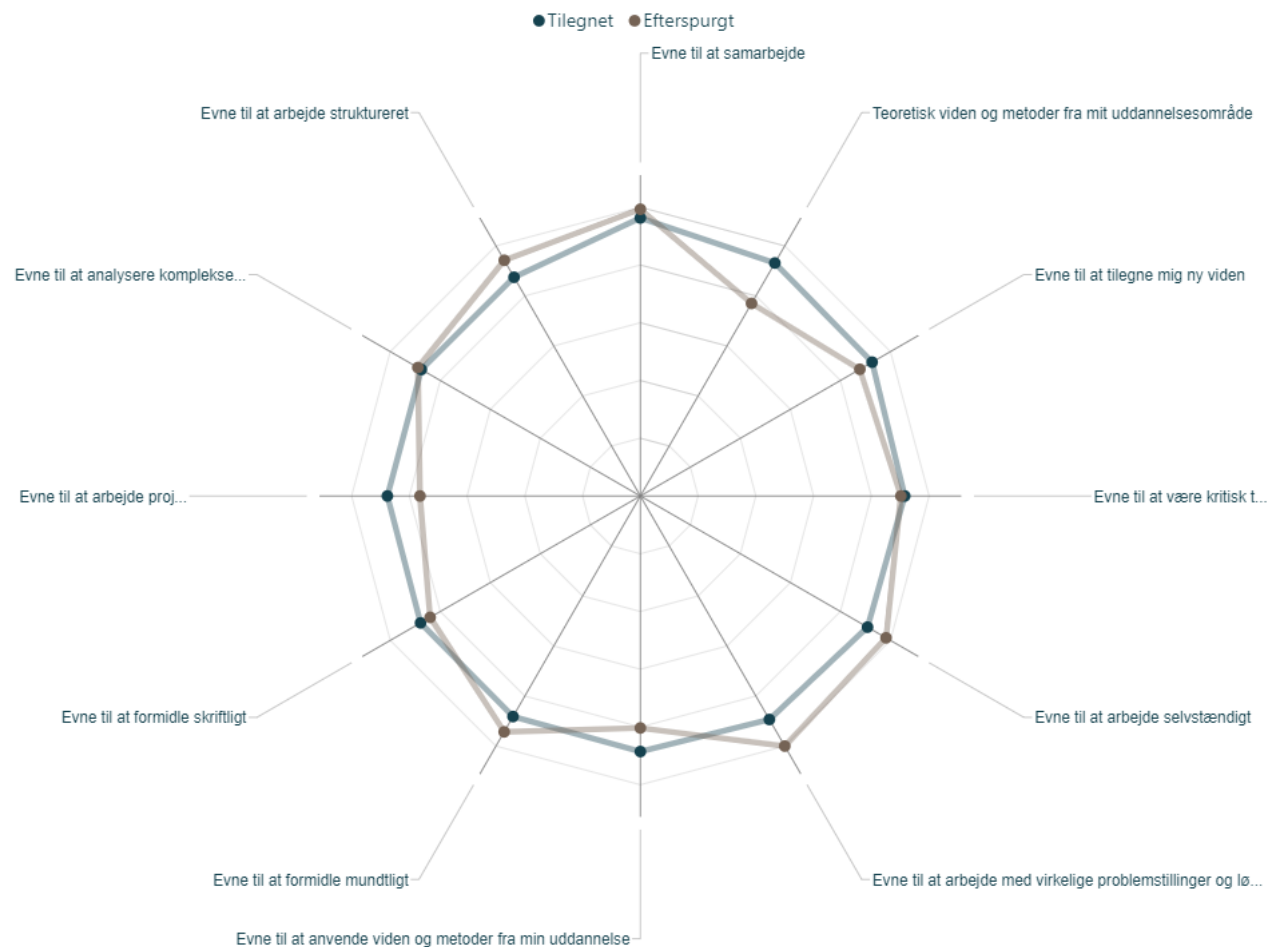 Tilegnet Efterspurgt
Evne til at samarbejde
Evne til at arbejde struktureret
Teoretisk viden og metoder fra mit uddannelsesområde
Evne til at analysere komplekse...
Evne til at tilegne mig ny viden
Evne til at arbejde proj...
Evne til at være kritisk t...
Evne til at formidle skriftligt
Evne til at arbejde selvstændigt
Evne til at formidle mundtligt
Evne til at arbejde med virkelige problemstillinger og lø...
Evne til at anvende viden og metoder fra min uddannelse